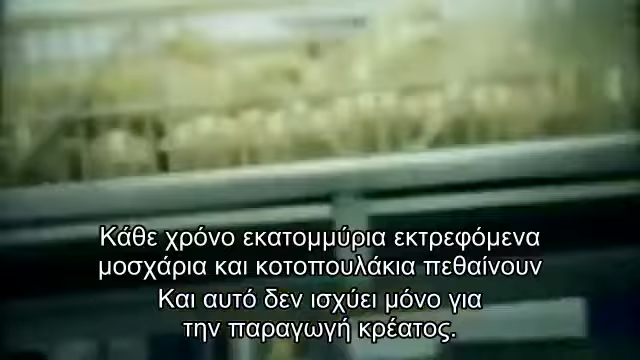 Κάθε χρόνο εκατομμύρια εκτρεφόμενα
μοσχάρια και κοτοπουλάκια πεθαίνουν
Και αυτό δεν ισχύει μόνο για
την παραγωγή κρέατος.